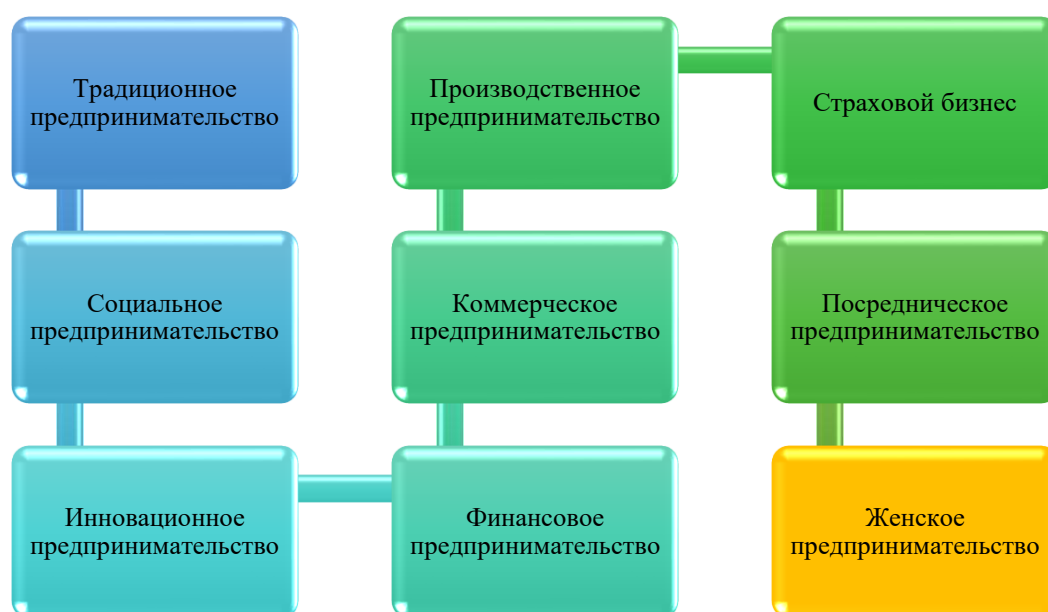 Традиционное
предпринимательство
Социальное
предпринимательство
Инновационное
предпринимательство
Финансовое
предпринимательство
Коммерческое
предпринимательство
Производственное
предпринимательство
Страховой бизнес
Посредническое
предпринимательство
Женское
предпринимательство